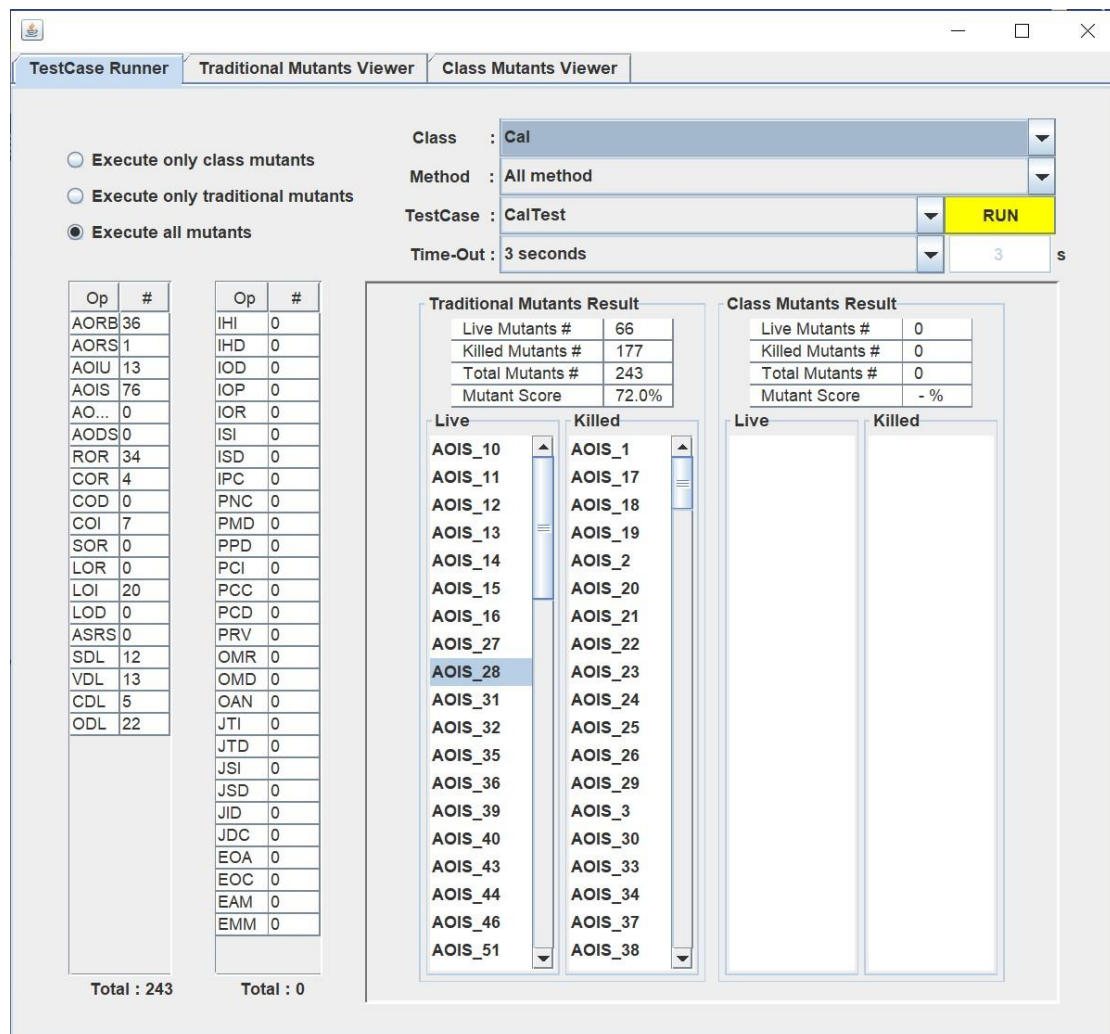 TestCase Runner Traditional Mutants Viewer Class Mutants Viewer
Execute only class mutants
Execute only traditional mutants
Execute all mutants
Class : Cal
Method : All method
TestCase : CalTest RUN
Time-Out : 3 seconds 3 s
Op #
AORB 36
AORS 1
AOIU 13
AOIS 76
AO... 0
AODS 0
ROR 34
COR 4
COD 0
COI 7
SOR 0
LOR 0
LOI 20
LOD 0
ASRS 0
SDL 12
VDL 13
CDL 5
ODL 22
Total : 243
Op #
IHI 0
IHD 0
IOD 0
IOP 0
IOR 0
ISI 0
ISD 0
IPC 0
PNC 0
PMD 0
PPD 0
PCI 0
PCC 0
PCD 0
PRV 0
OMR 0
OMD 0
OAN 0
JTI 0
JTD 0
JSI 0
JSD 0
JID 0
JDC 0
EOA 0
EOC 0
EAM 0
EMM 0
Total : 0
Traditional Mutants Result
Live Mutants # 66
Killed Mutants # 177
Total Mutants # 243
Mutant Score 72.0%
Live
AOIS_10
AOIS_11
AOIS_12
AOIS_13
AOIS_14
AOIS_15
AOIS_16
AOIS_27
AOIS_28
AOIS_31
AOIS_32
AOIS_35
AOIS_36
AOIS_39
AOIS_40
AOIS_43
AOIS_44
AOIS_46
AOIS_51
Killed
AOIS_1
AOIS_17
AOIS_18
AOIS_19
AOIS_2
AOIS_20
AOIS_21
AOIS_22
AOIS_23
AOIS_24
AOIS_25
AOIS_26
AOIS_29
AOIS_3
AOIS_30
AOIS_33
AOIS_34
AOIS_37
AOIS_38
Class Mutants Result
Live Mutants # 0
Killed Mutants # 0
Total Mutants # 0
Mutant Score - %
Live
Killed